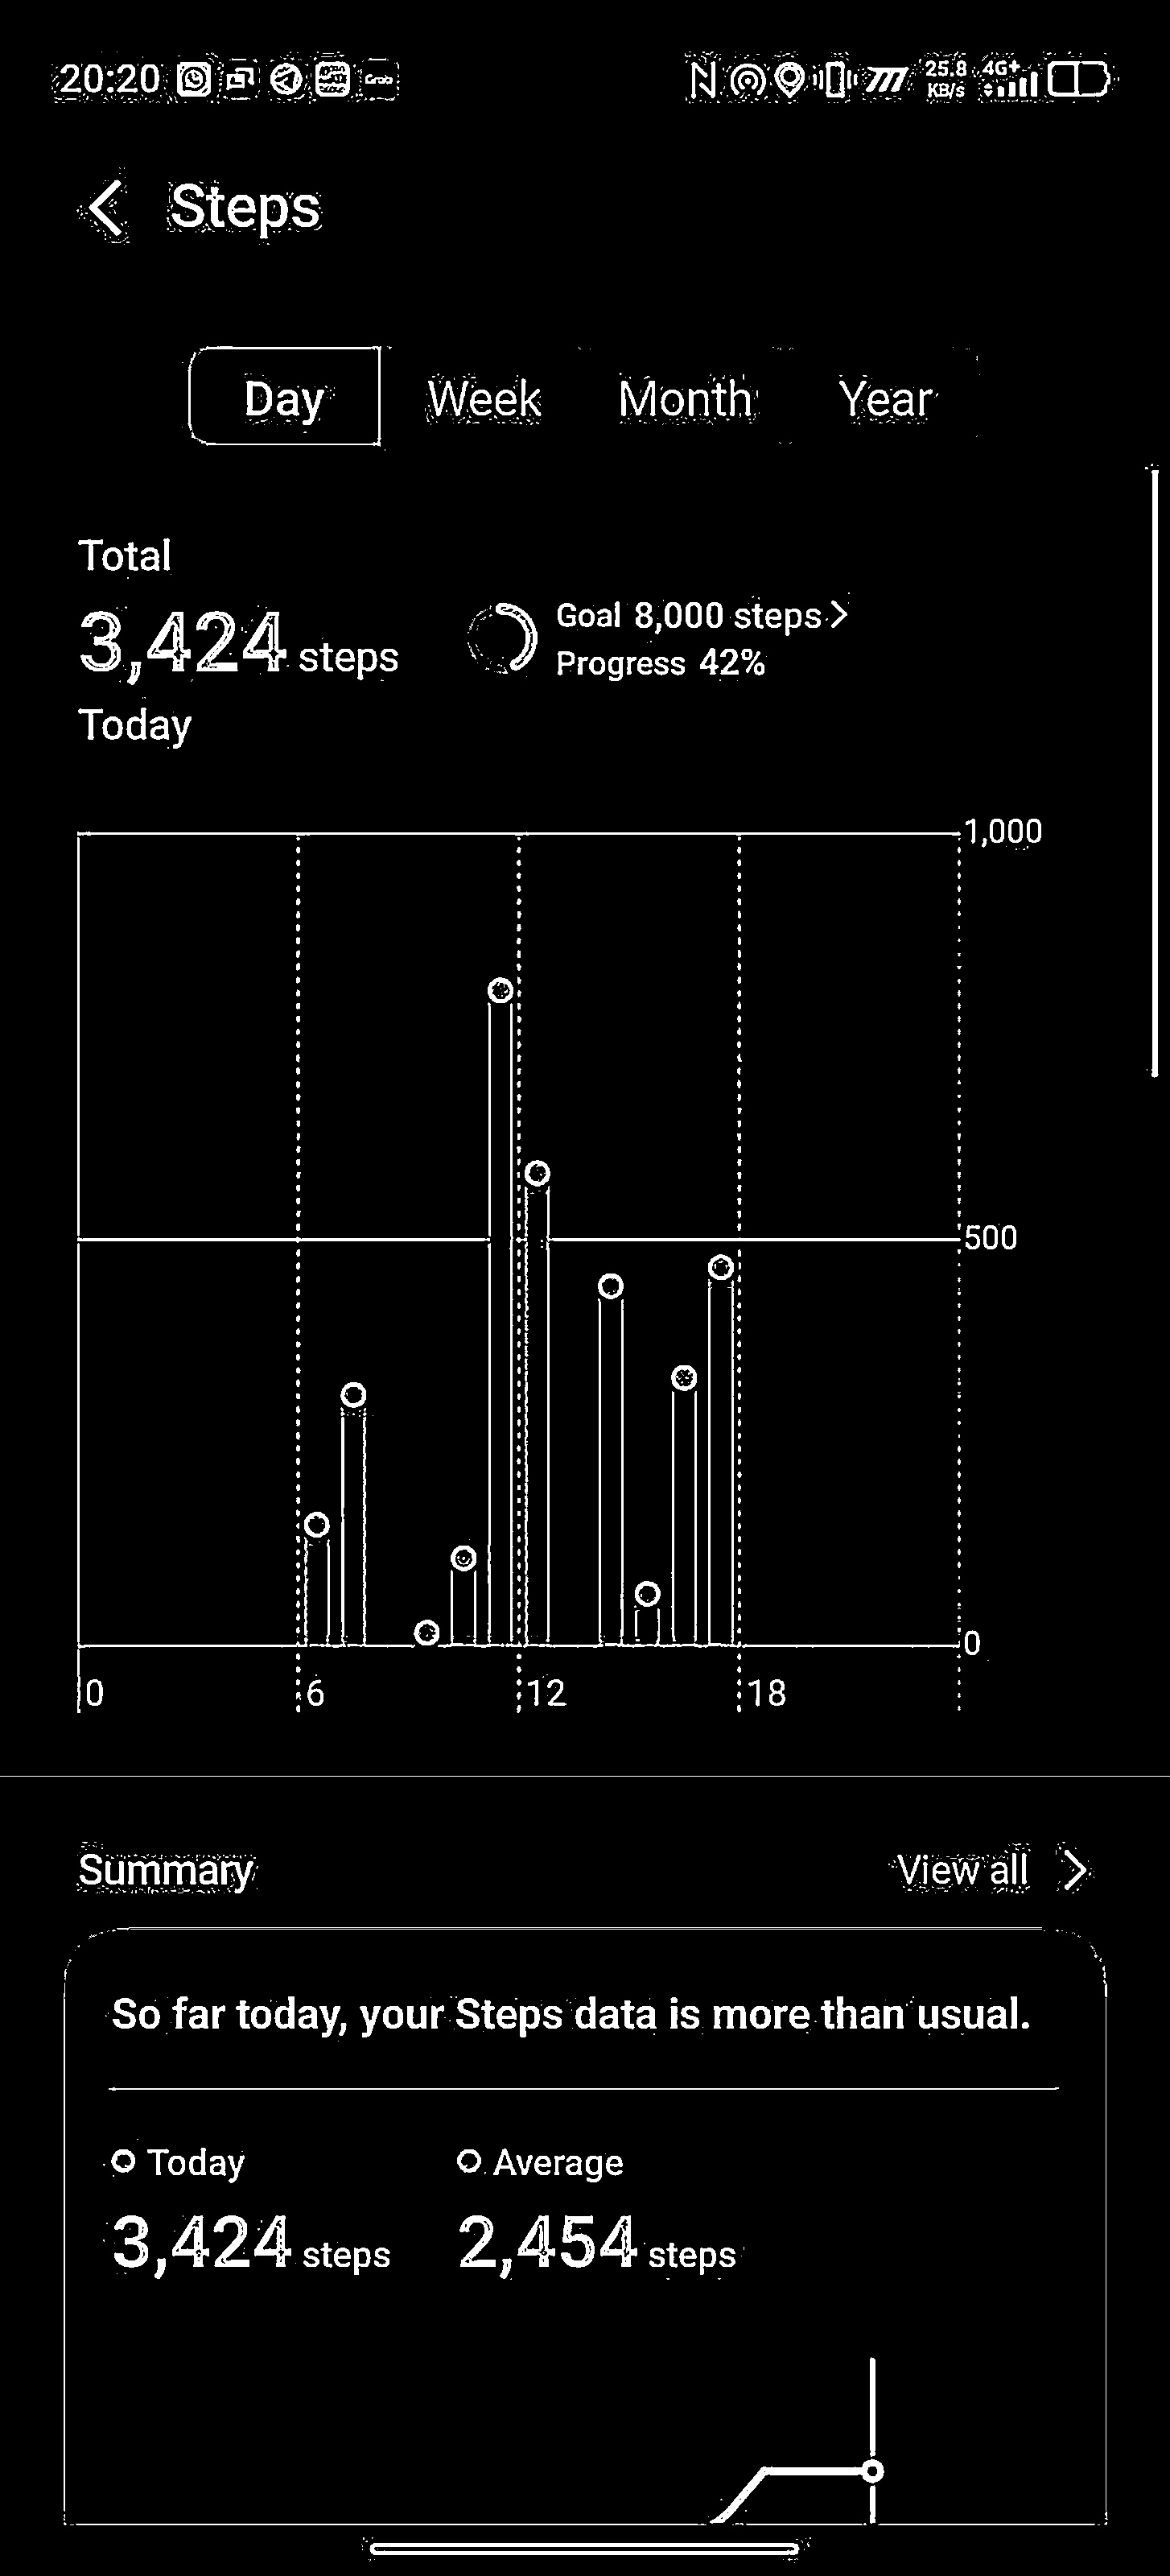 20:20 Grab 25.8 KB/s 4G+
Steps
Day Week Month Year
Total
3,424 steps
Goal 8,000 steps
Progress 42%
Today
1,000
500
0
0 6 12 18
Summary View all
So far today, your Steps data is more than usual.
Today Average
3,424 steps 2,454 steps